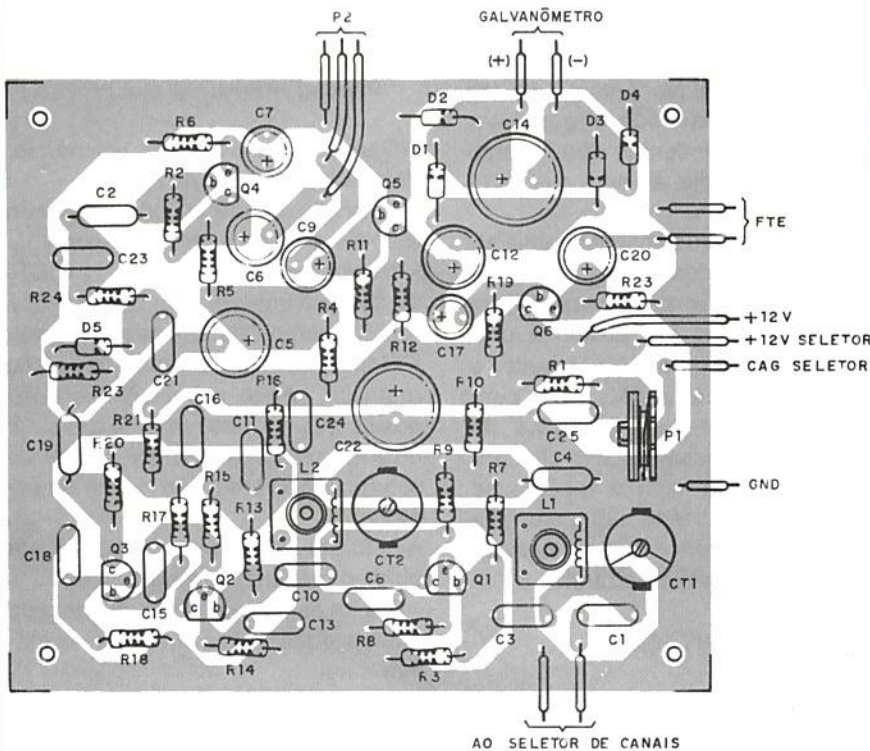 P2
GALVANÔMETRO
(+) (-)
D2
D4
C7
C14
D3
R6
D1
b e c
Q4
R2
Q5
b e c
C2
FTE
C9
C23
R11
C12
C20
R19
C6
R5
R24
R4
R23
b c e
Q6
+12V
R12
C17
+12V SELETOR
D5
C5
C21
R1
CAG SELETOR
R23
R16
R10
C16
C24
R21
C11
C25
P1
C19
R20
C22
R9
L2
C4
R15
R7
GND
R17
R13
L1
C18
Q3
c e b
CT2
CT1
Q2
e c b
Q1
e c b
C10
C15
C8
C13
C3
C1
R8
R18
R14
R3
AO SELETOR DE CANAIS